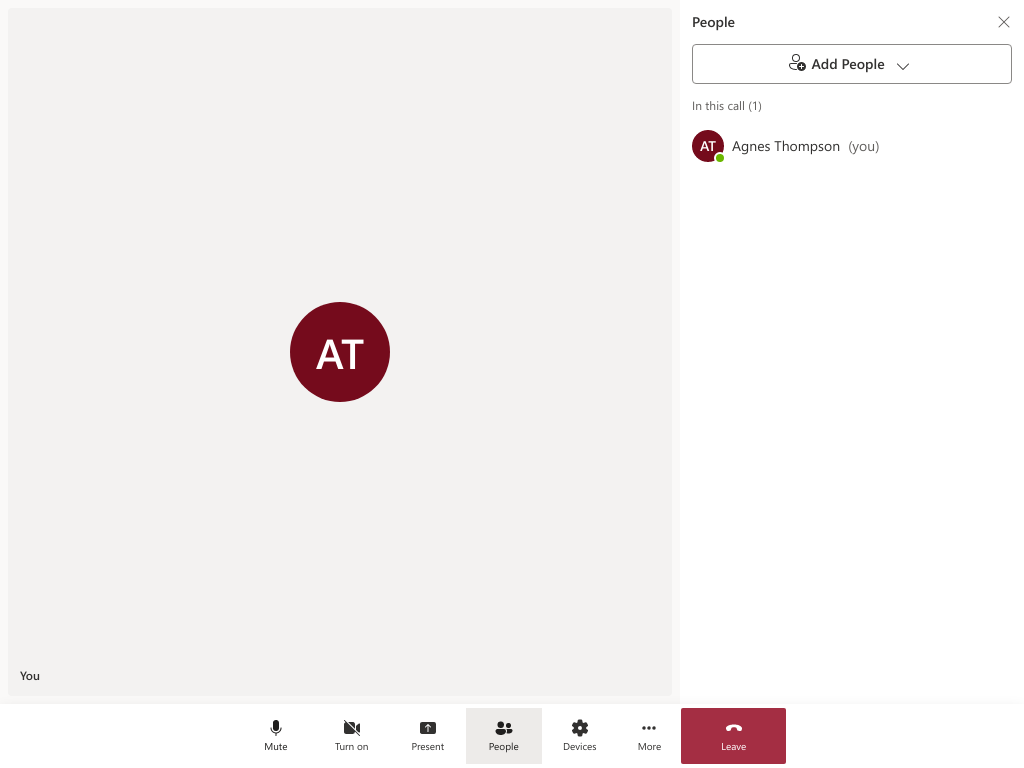 People
Add People
In this call (1)
AT Agnes Thompson (you)
AT
You
Mute
Turn on
Present
People
Devices
More
Leave